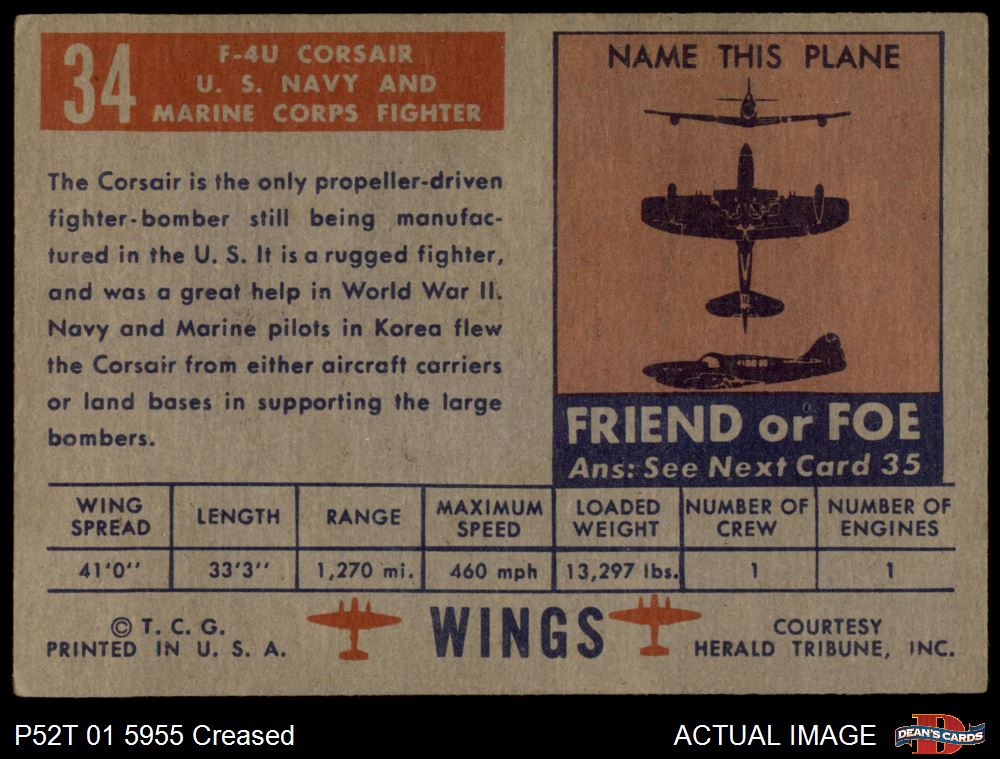 34
F-4U CORSAIR
U. S. NAVY AND
MARINE CORPS FIGHTER
The Corsair is the only propeller-driven
fighter-bomber still being manufac-
tured in the U. S. It is a rugged fighter,
and was a great help in World War II.
Navy and Marine pilots in Korea flew
the Corsair from either aircraft carriers
or land bases in supporting the large
bombers.
NAME THIS PLANE
FRIEND or FOE
Ans: See Next Card 35
WING SPREAD LENGTH RANGE MAXIMUM SPEED LOADED WEIGHT NUMBER OF CREW NUMBER OF ENGINES
41'0'' 33'3'' 1,270 mi. 460 mph 13,297 lbs. 1 1
© T. C. G.
PRINTED IN U. S. A.
WINGS
COURTESY
HERALD TRIBUNE, INC.
P52T 01 5955 Creased
ACTUAL IMAGE
D
DEAN'S CARDS